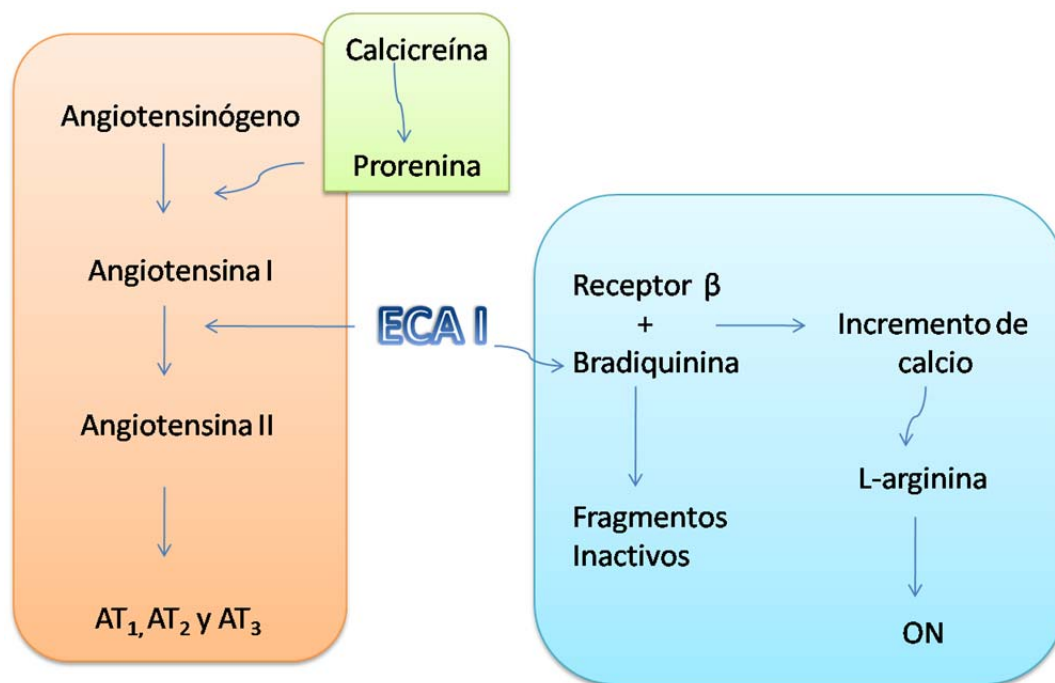 Calcicreína
Prorenina
Angiotensinógeno
Angiotensina I
Angiotensina II
AT₁, AT₂ y AT₃
ECA I
Receptor β
+
Bradiquinina
Fragmentos
Inactivos
Incremento de
calcio
L-arginina
ON